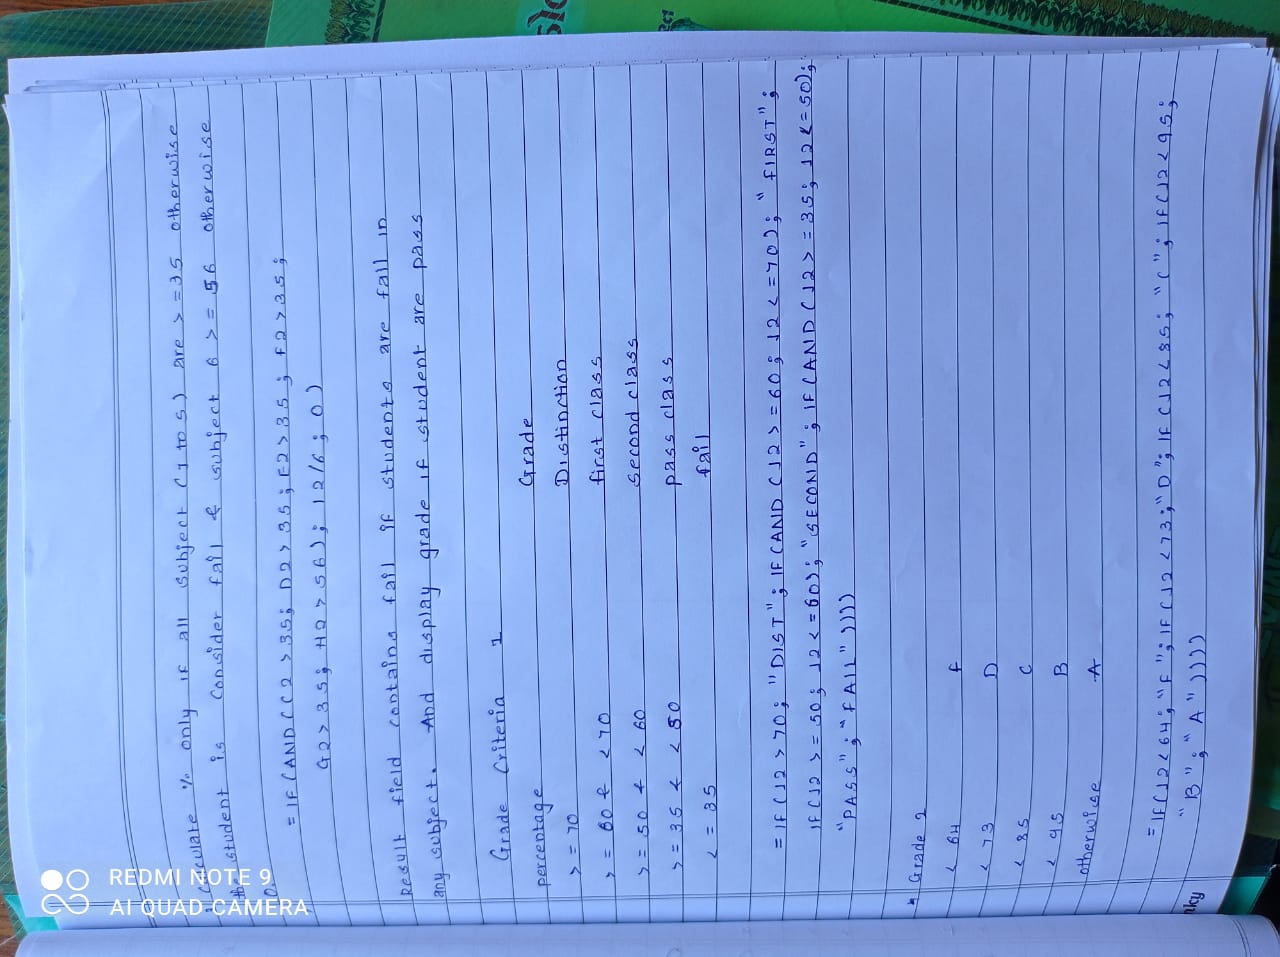 Calculate % only if all Subject (1 to 5) are >=35 otherwise
the student is Consider fail & subject 6 >= 56 otherwise
0.
= IF (AND ((C2 > 35; D2 > 35; E2 > 35; F2 > 35;
G2 > 35; H2 > 56); I2/6; 0)
Result field contains fail if students are fall in
any subject. And display grade if student are pass
Grade Criteria 1
percentage Grade
>= 70 Distinction
>= 60 & < 70 first class
>= 50 & < 60 second class
>= 35 & < 50 pass class
<= 35 fail
= IF (J2 > 70; "DIST"; IF (AND (J2 >= 60; J2 <= 70); "FIRST";
IF (J2 >= 50; J2 <= 60); "SECOND"; IF (AND (J2 >= 35; J2 <= 50);
"PASS"; "FAIL"))))
Grade 2
< 64 F
< 73 D
< 85 C
< 95 B
otherwise A
= IF (J2 < 64; "F"; IF (J2 < 73; "D"; IF (J2 < 85; "C"; IF (J2 < 95;
"B"; "A"))))
REDMI NOTE 9
AI QUAD CAMERA